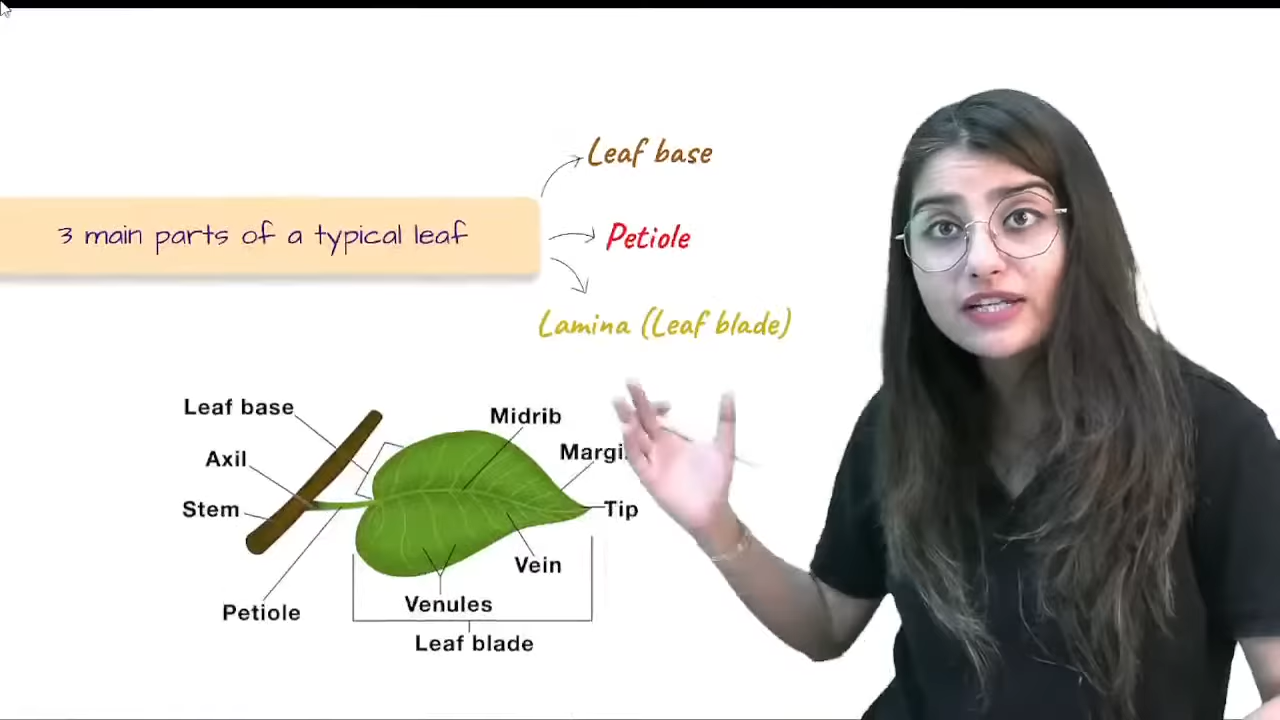 Leaf base
3 main parts of a typical leaf
Petiole
Lamina (Leaf blade)
Leaf base
Midrib
Axil
Stem
Tip
Vein
Venules
Petiole
Leaf blade